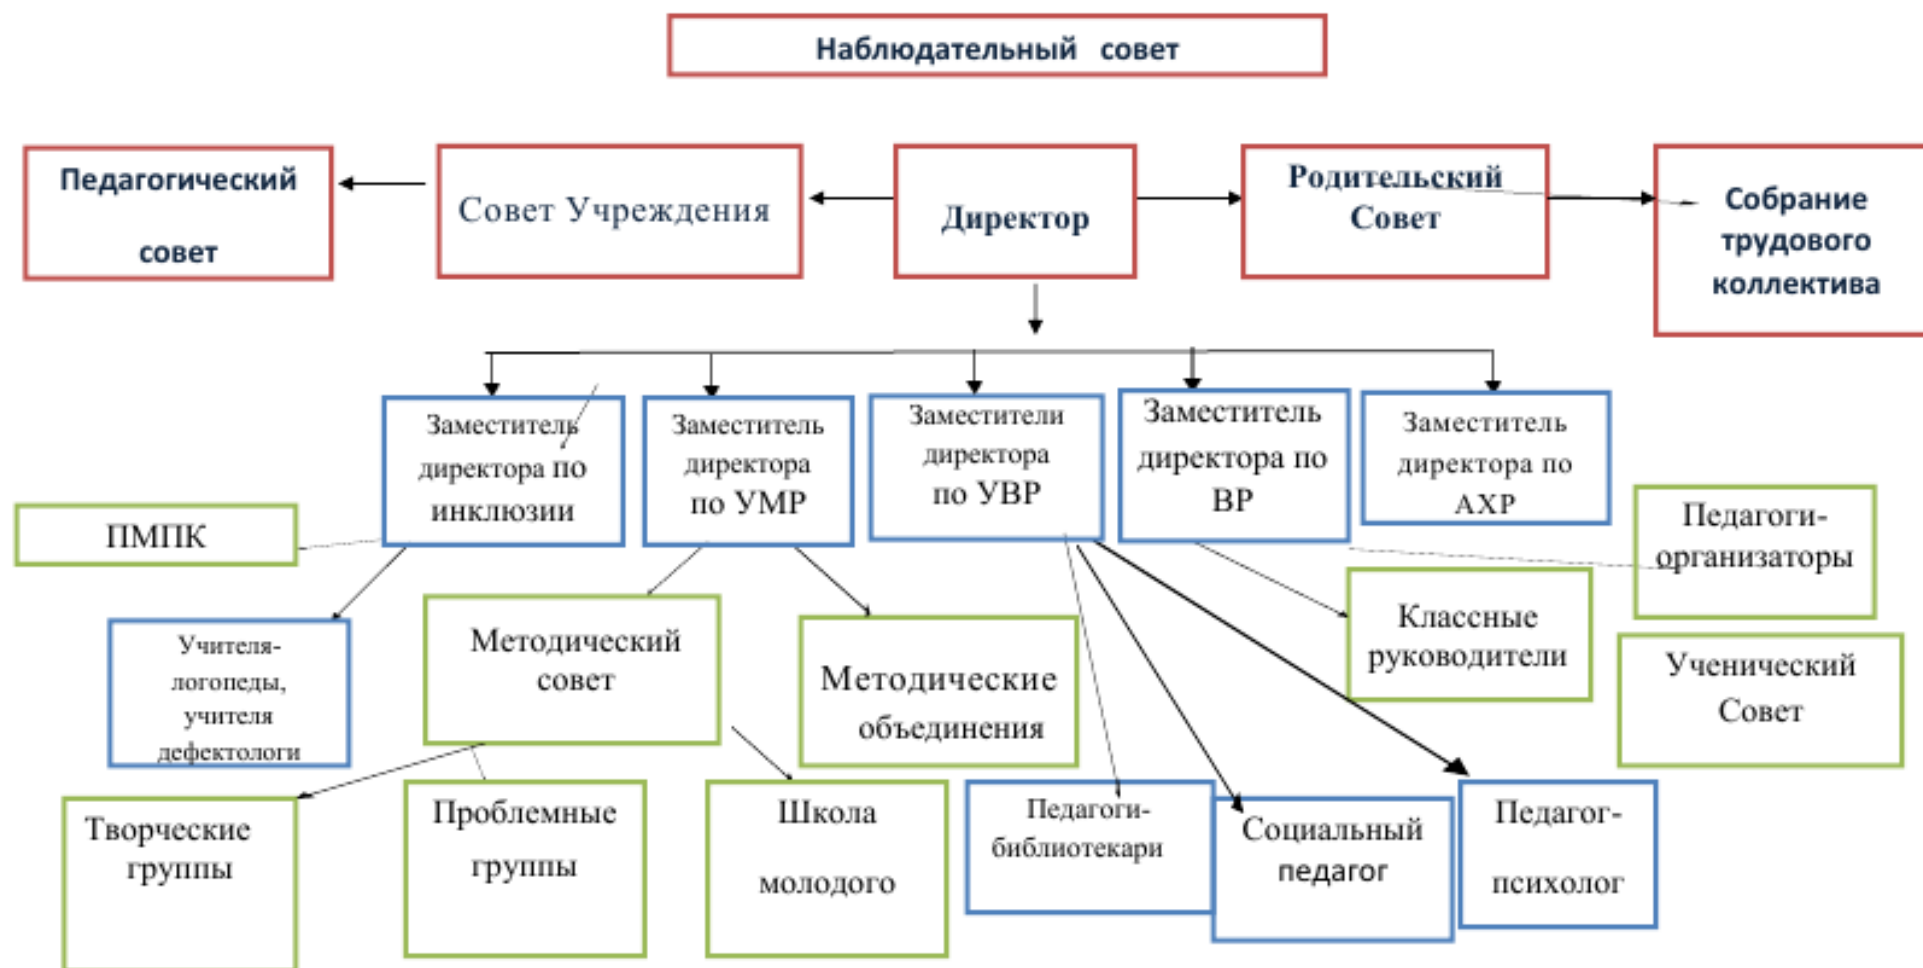 Наблюдательный совет
Педагогический
совет
Совет Учреждения
Директор
Родительский
Совет
Собрание
трудового
коллектива
Заместитель
директора по
инклюзии
Заместитель
директора
по УМР
Заместители
директора
по УВР
Заместитель
директора по
ВР
Заместитель
директора по
АХР
ПМПК
Педагоги-
организаторы
Учителя-
логопеды,
учителя
дефектологи
Методический
совет
Методические
объединения
Классные
руководители
Ученический
Совет
Творческие
группы
Проблемные
группы
Школа
молодого
Педагоги-
библиотекари
Социальный
педагог
Педагог-
психолог